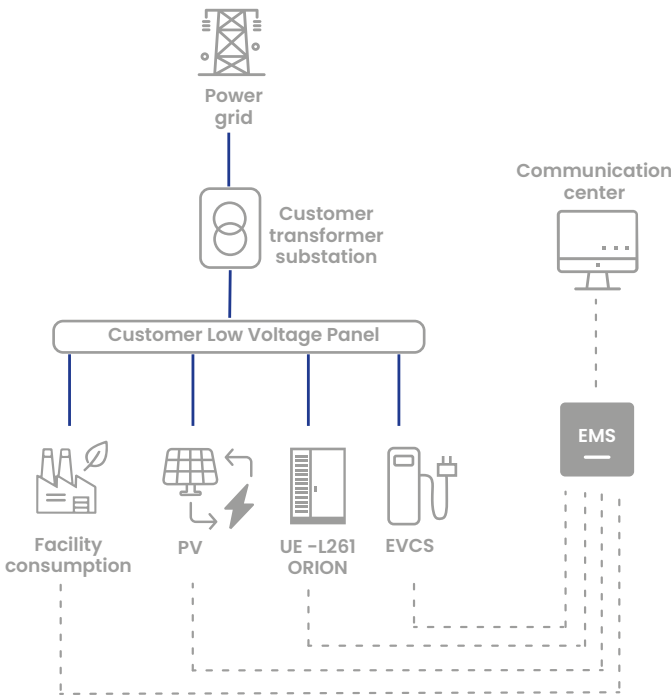 Power
grid
Communication
center
Customer
transformer
substation
Customer Low Voltage Panel
EMS
Facility
consumption
PV
UE -L261
ORION
EVCS